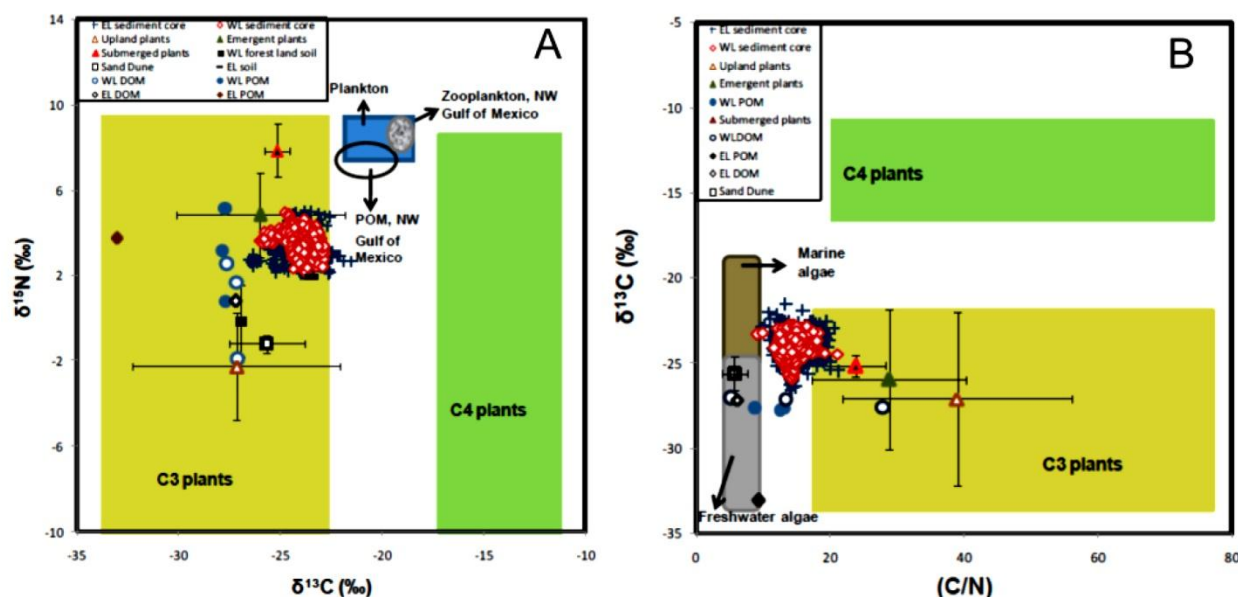 A
EL sediment core WL sediment core
Upland plants Emergent plants
Submerged plants WL forest land soil
Sand Dune EL soil
WL DOM WL POM
EL DOM EL POM
Plankton
Zooplankton, NW
Gulf of Mexico
POM, NW
Gulf of
Mexico
C3 plants
C4 plants
14
10
6
2
-2
-6
-10
δ¹⁵N (‰)
-35 -30 -25 -20 -15 -10
δ¹³C (‰)
B
EL sediment core
WL sediment core
Upland plants
Emergent plants
WL POM
Submerged plants
WLDOM
EL POM
EL DOM
Sand Dune
C4 plants
Marine
algae
C3 plants
Freshwater algae
-5
-10
-15
-20
-25
-30
-35
δ¹³C (‰)
0 20 40 60 80
(C/N)